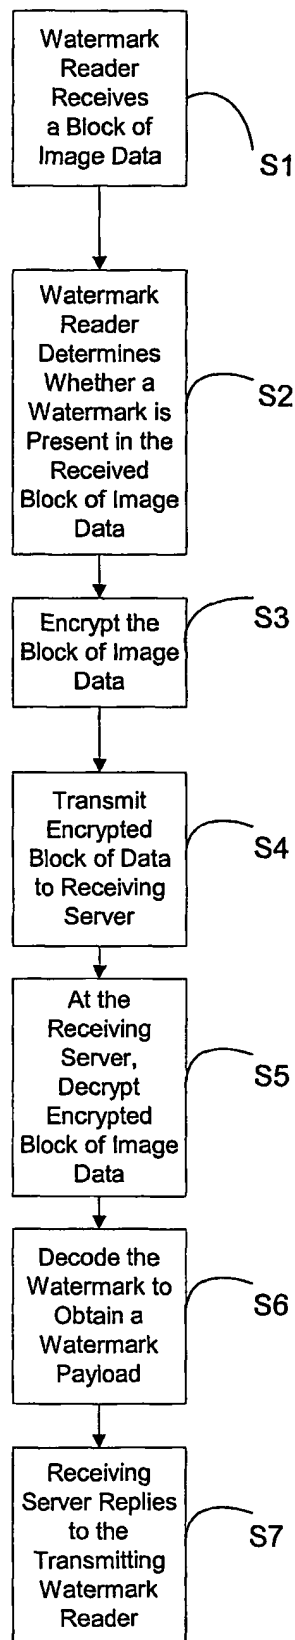 Watermark
Reader
Receives
a Block of
Image Data
S1
Watermark
Reader
Determines
Whether a
Watermark is
Present in the
Received
Block of Image
Data
S2
Encrypt the
Block of Image
Data
S3
Transmit
Encrypted
Block of Data
to Receiving
Server
S4
At the
Receiving
Server,
Decrypt
Encrypted
Block of Image
Data
S5
Decode the
Watermark to
Obtain a
Watermark
Payload
S6
Receiving
Server Replies
to the
Transmitting
Watermark
Reader
S7